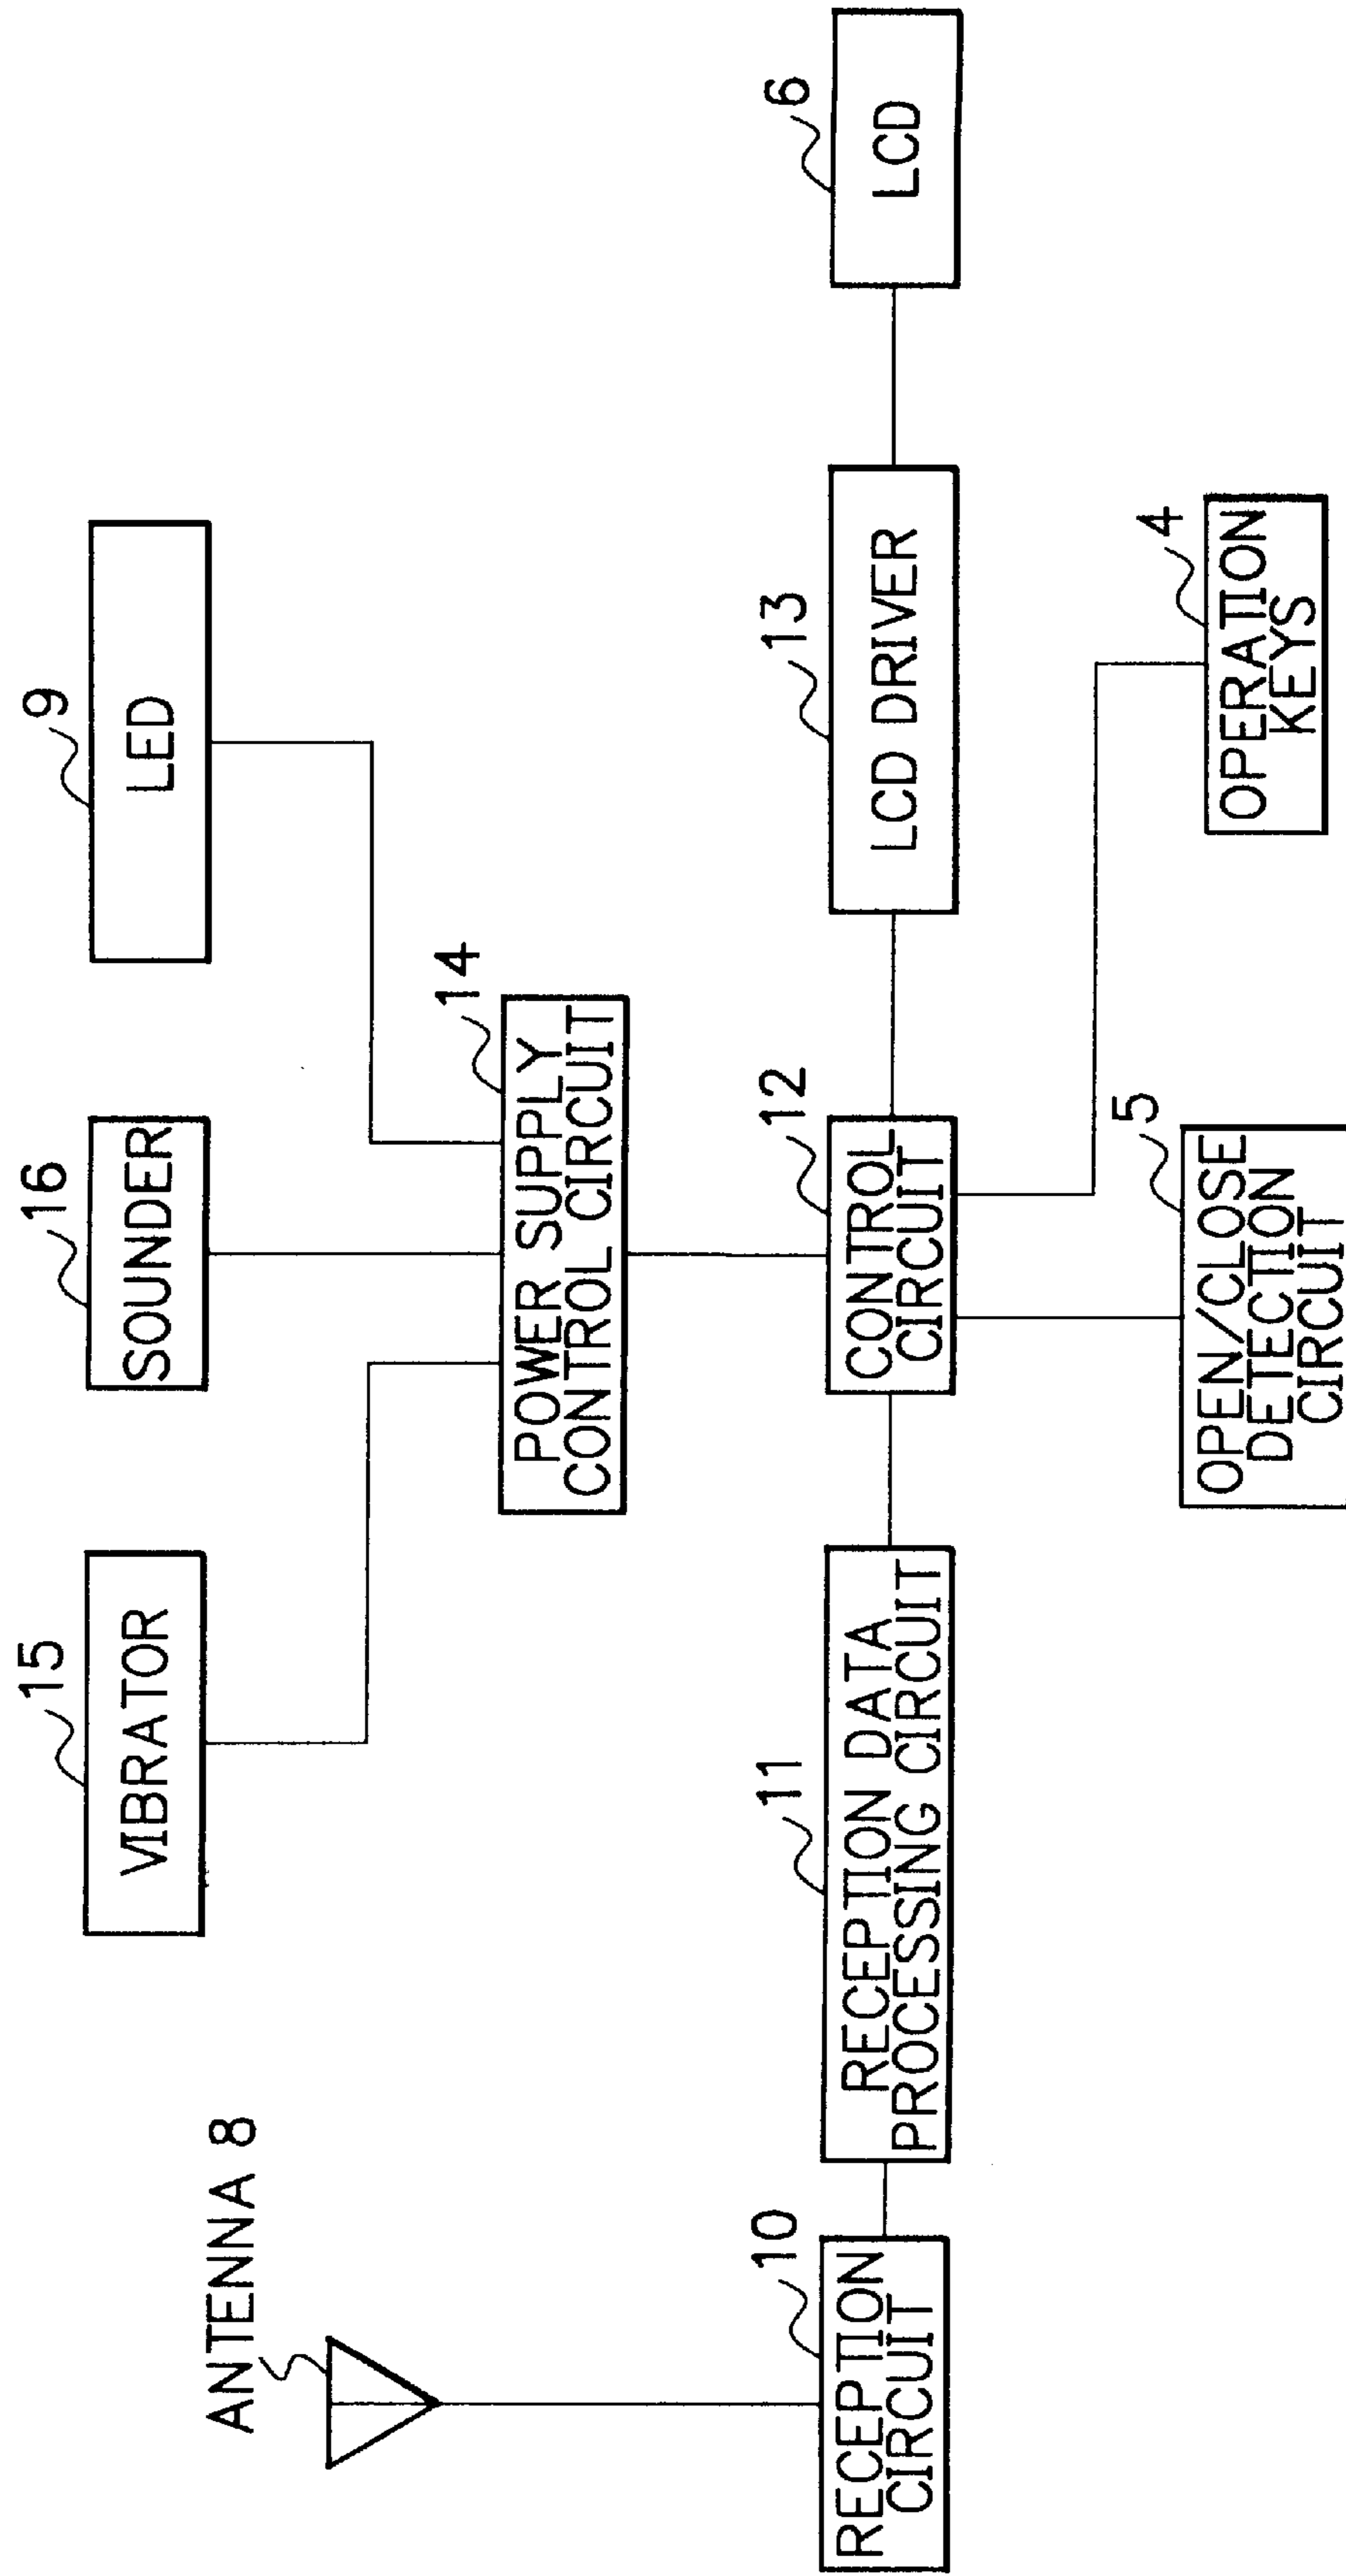 15
VIBRATOR
16
SOUNDER
9
LED
ANTENNA 8
14
POWER SUPPLY
CONTROL CIRCUIT
10
RECEPTION
CIRCUIT
11
RECEPTION DATA
PROCESSING CIRCUIT
12
CONTROL
CIRCUIT
13
LCD DRIVER
6
LCD
5
OPEN/CLOSE
DETECTION
CIRCUIT
4
OPERATION
KEYS